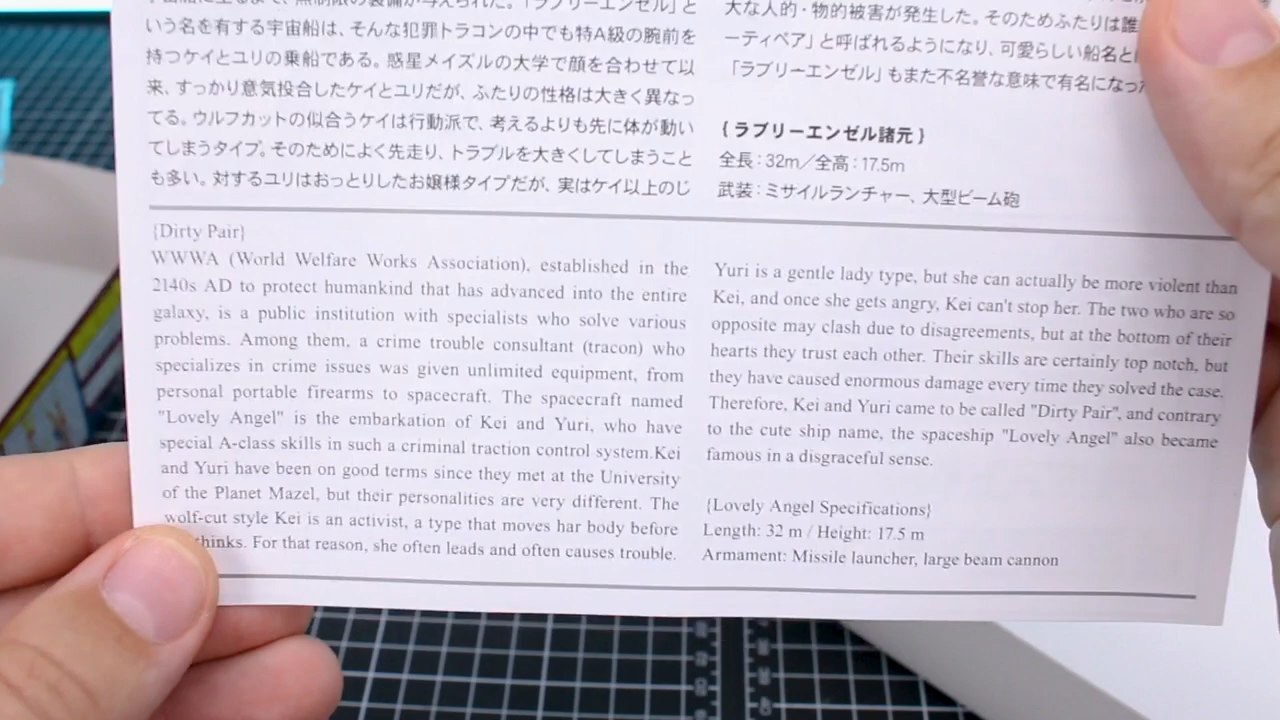 いう名を有する宇宙船は、そんな犯罪トラコンの中でも特A級の腕前を
持つケイとユリの乗船である。惑星メイズルの大学で顔を合わせて以
来、すっかり意気投合したケイとユリだが、ふたりの性格は大きく異なっ
てる。ウルフカットの似合うケイは行動派で、考えるよりも先に体が動い
てしまうタイプ。そのためによく先走り、トラブルを大きくしてしまうこと
も多い。対するユリはおっとりしたお嬢様タイプだが、実はケイ以上のじ
大な人的・物的被害が発生した。そのためふたりは誰
ーティペア」と呼ばれるようになり、可愛らしい船名と
「ラブリーエンゼル」もまた不名誉な意味で有名になっ
{ラブリーエンゼル諸元}
全長:32m/全高:17.5m
武装:ミサイルランチャー、大型ビーム砲
{Dirty Pair}
WWWA (World Welfare Works Association), established in the
2140s AD to protect humankind that has advanced into the entire
galaxy, is a public institution with specialists who solve various
problems. Among them, a crime trouble consultant (tracon) who
specializes in crime issues was given unlimited equipment, from
personal portable firearms to spacecraft. The spacecraft named
"Lovely Angel" is the embarkation of Kei and Yuri, who have
special A-class skills in such a criminal traction control system.Kei
and Yuri have been on good terms since they met at the University
of the Planet Mazel, but their personalities are very different. The
wolf-cut style Kei is an activist, a type that moves har body before
thinks. For that reason, she often leads and often causes trouble.
Yuri is a gentle lady type, but she can actually be more violent than
Kei, and once she gets angry, Kei can't stop her. The two who are so
opposite may clash due to disagreements, but at the bottom of their
hearts they trust each other. Their skills are certainly top notch, but
they have caused enormous damage every time they solved the case.
Therefore, Kei and Yuri came to be called "Dirty Pair", and contrary
to the cute ship name, the spaceship "Lovely Angel" also became
famous in a disgraceful sense.
{Lovely Angel Specifications}
Length: 32 m / Height: 17.5 m
Armament: Missile launcher, large beam cannon